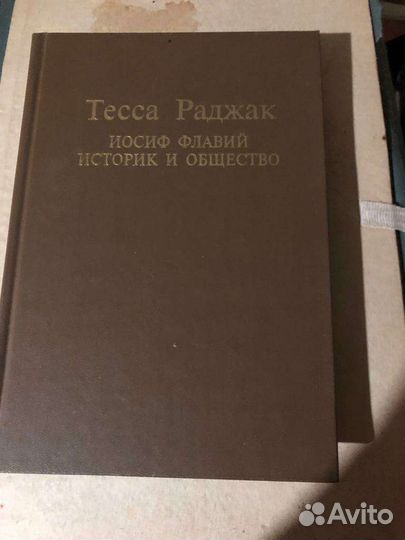 Тесса Раджак
ИОСИФ ФЛАВИЙ
ИСТОРИК И ОБЩЕСТВО
Avito